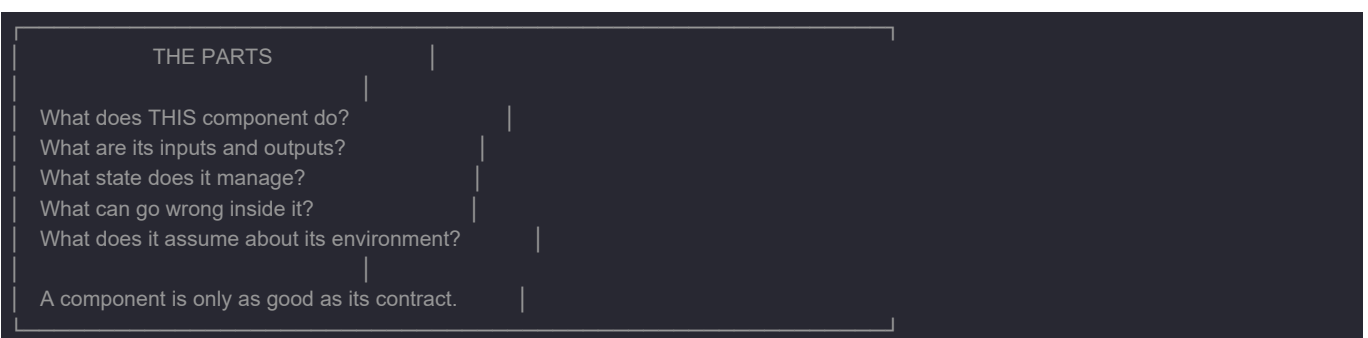 THE PARTS
What does THIS component do?
What are its inputs and outputs?
What state does it manage?
What can go wrong inside it?
What does it assume about its environment?
A component is only as good as its contract.